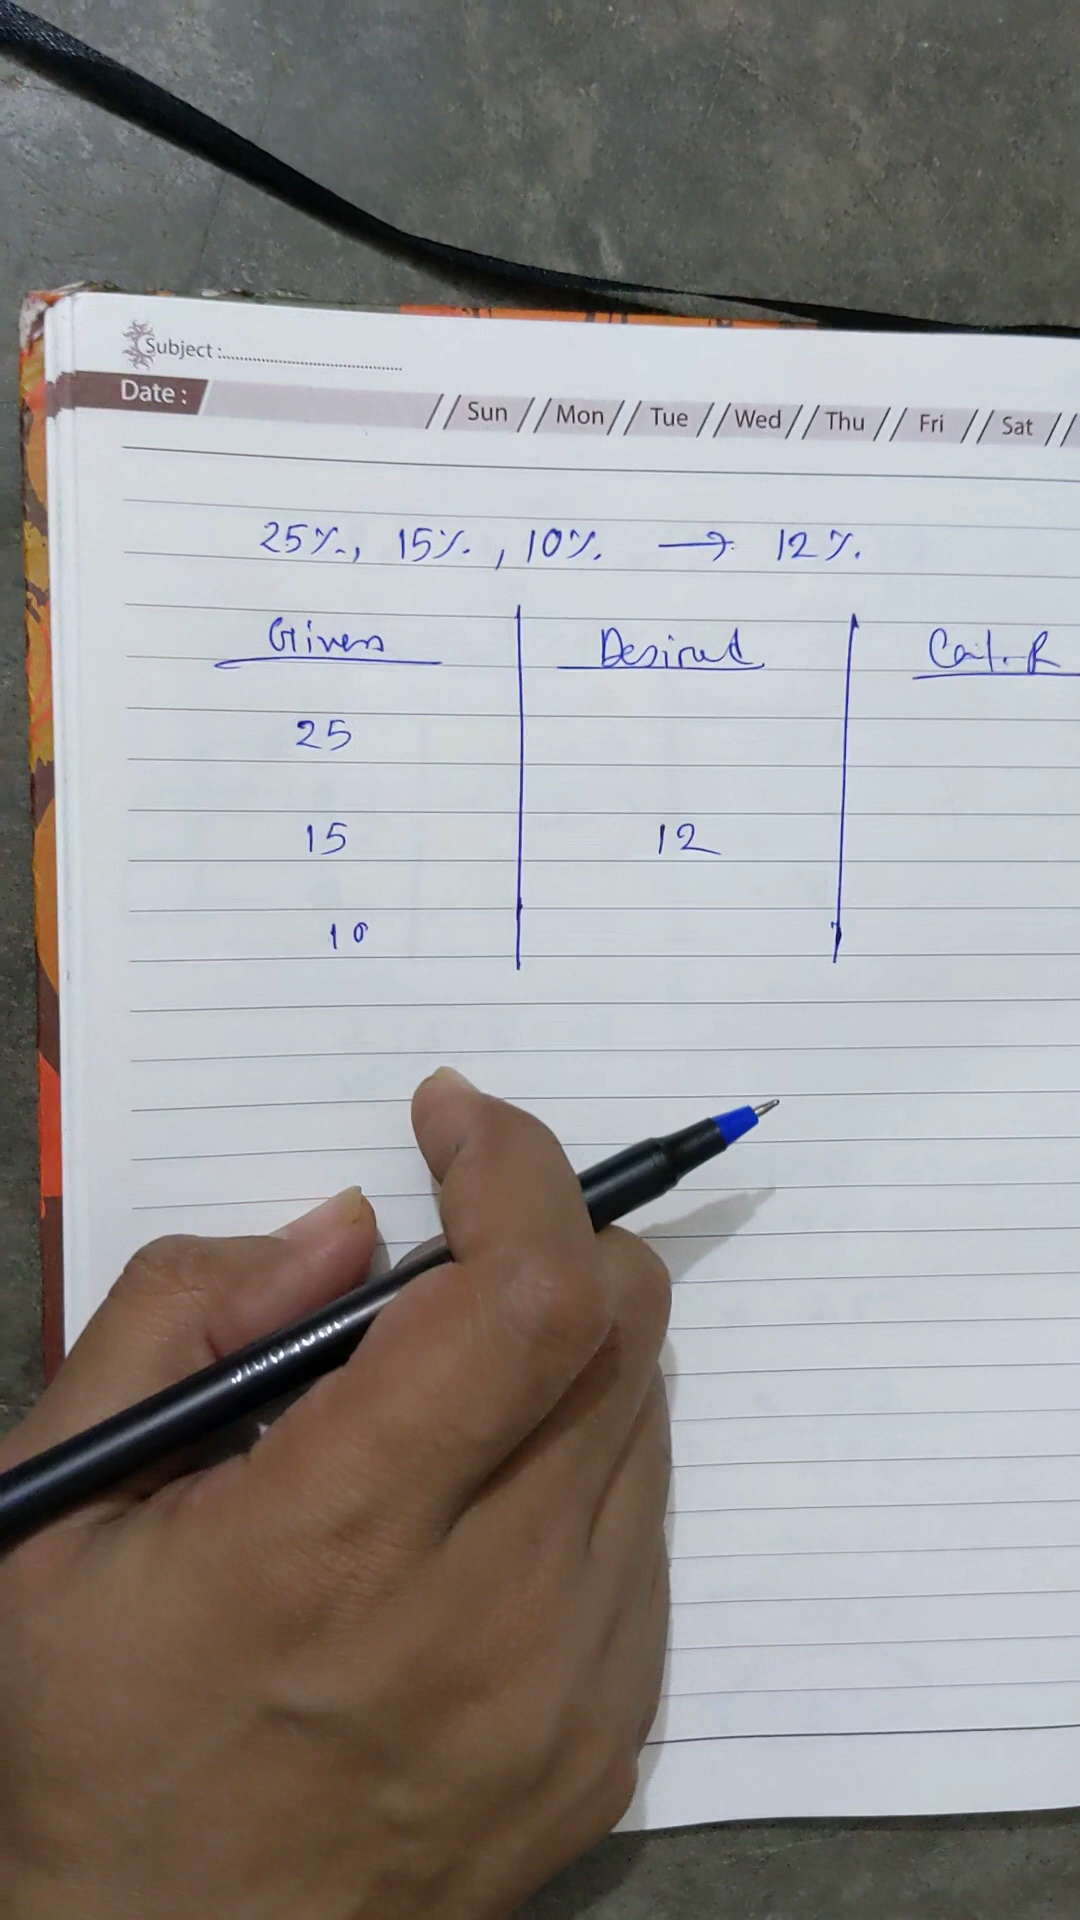 Subject :
Date :
// Sun // Mon // Tue // Wed // Thu // Fri // Sat //
25%, 15%, 10% → 12%.
Given Desired
25
15 12
10